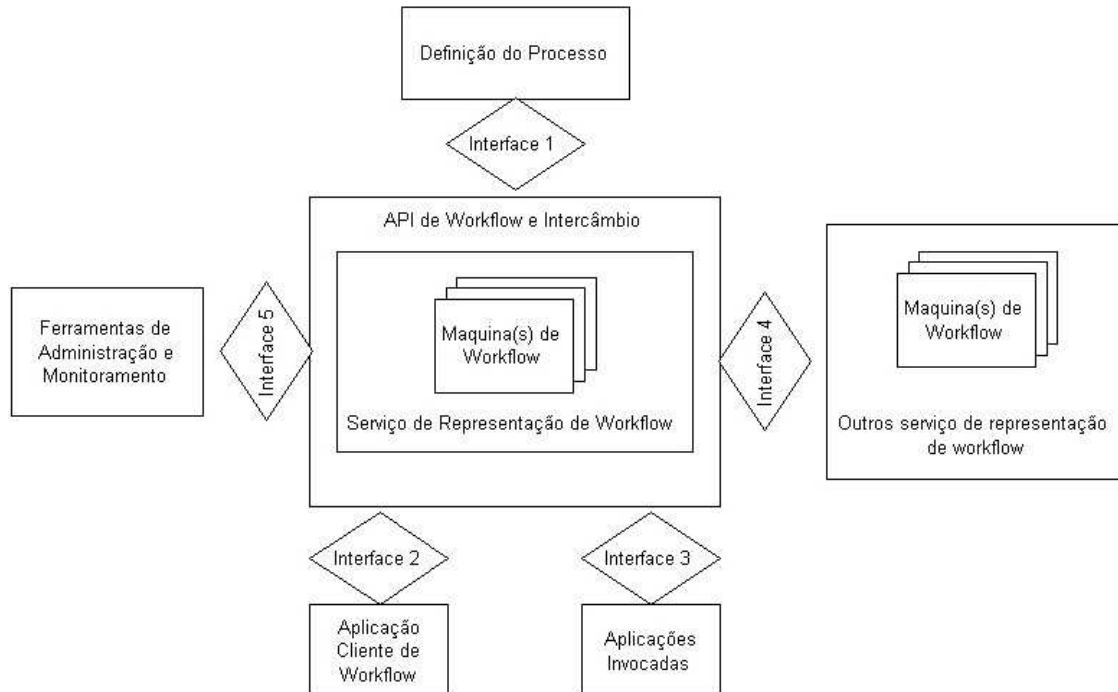 Definição do Processo
Interface 1
API de Workflow e Intercâmbio
Maquina(s) de
Workflow
Serviço de Representação de Workflow
Ferramentas de
Administração e
Monitoramento
Interface 5
Interface 4
Maquina(s) de
Workflow
Outros serviço de representação
de workflow
Interface 2
Interface 3
Aplicação
Cliente de
Workflow
Aplicações
Invocadas